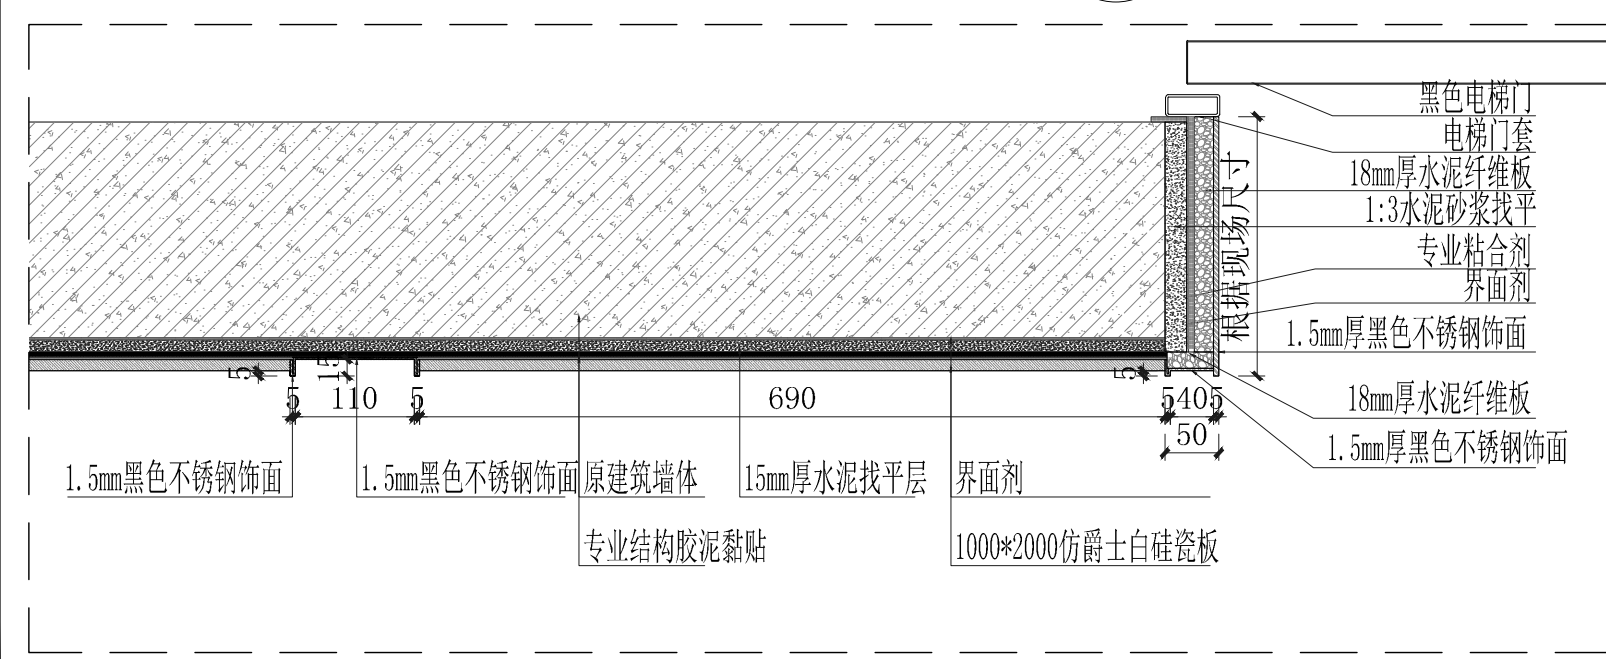 黑色电梯门
电梯门套
18mm厚水泥纤维板
1:3水泥砂浆找平
专业粘合剂
界面剂
1.5mm厚黑色不锈钢饰面
根据现场尺寸
5
15
5
5
110
5
690
5
40
5
18mm厚水泥纤维板
50
1.5mm厚黑色不锈钢饰面
1.5mm黑色不锈钢饰面
1.5mm黑色不锈钢饰面
原建筑墙体
15mm厚水泥找平层
界面剂
专业结构胶泥黏贴
1000*2000仿爵士白硅瓷板